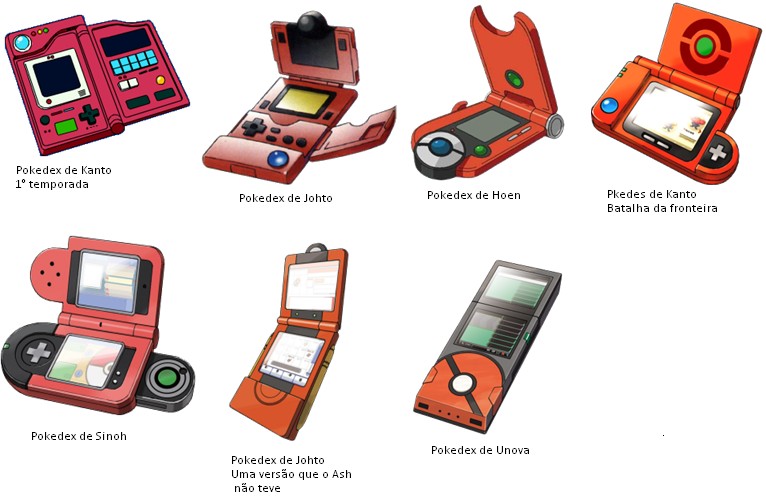 Pokedex de Kanto
1° temporada
Pokedex de Johto
Pokedex de Hoen
Pkedes de Kanto
Batalha da fronteira
Pokedex de Sinoh
Pokedex de Johto
Uma versão que o Ash
não teve
Pokedex de Unova
.